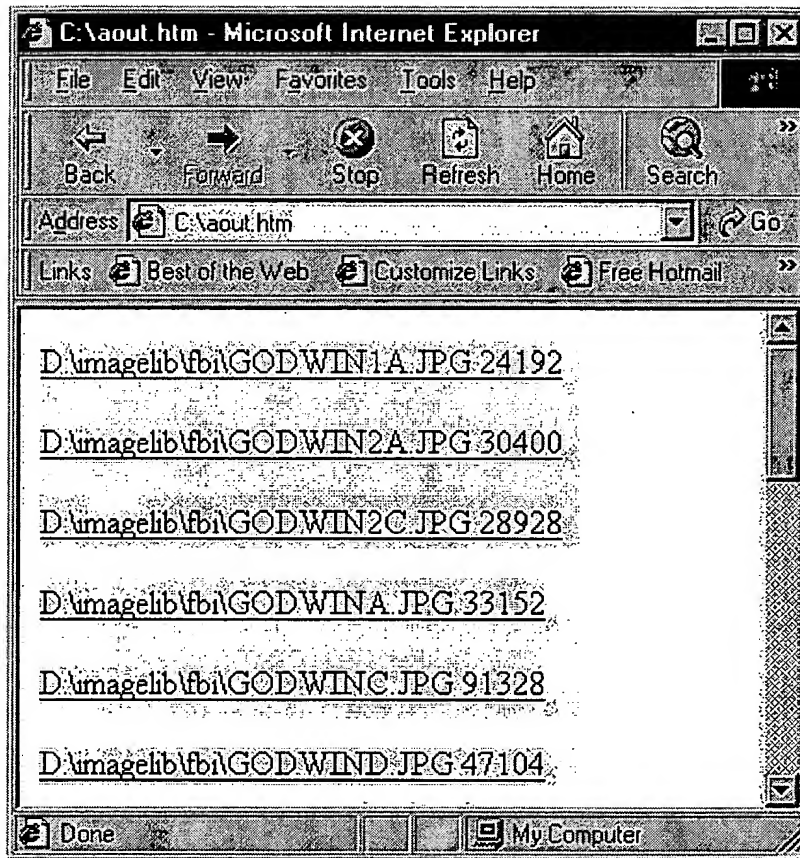 C:\aout.htm - Microsoft Internet Explorer
File Edit View Favorites Tools Help
Back Forward Stop Refresh Home Search »
Address C:\aout.htm Go
Links Best of the Web Customize Links Free Hotmail »
D:\imagelib\fbi\GODWIN1A.JPG 24192
D:\imagelib\fbi\GODWIN2A.JPG 30400
D:\imagelib\fbi\GODWIN2C.JPG 28928
D:\imagelib\fbi\GODWINA.JPG 33152
D:\imagelib\fbi\GODWINC.JPG 91328
D:\imagelib\fbi\GODWIND.JPG 47104
Done My Computer